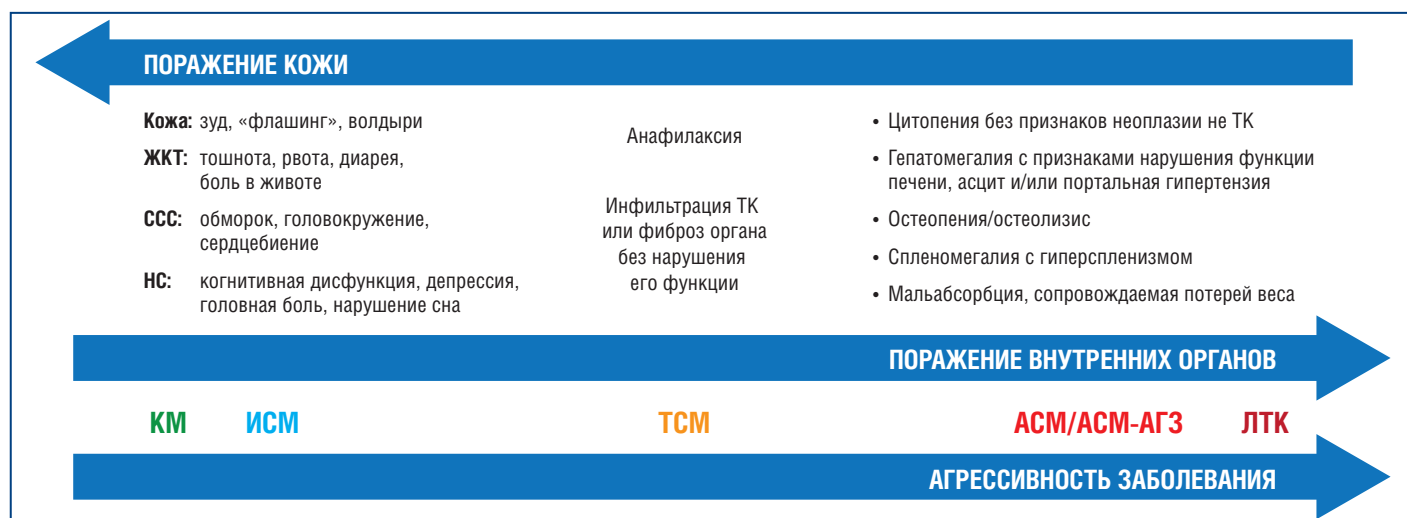 ПОРАЖЕНИЕ КОЖИ
Кожа: зуд, «флашинг», волдыри
ЖКТ: тошнота, рвота, диарея,
боль в животе
ССС: обморок, головокружение,
сердцебиение
НС: когнитивная дисфункция, депрессия,
головная боль, нарушение сна
Анафилаксия
Инфильтрация ТК
или фиброз органа
без нарушения
его функции
• Цитопения без признаков неоплазии не ТК
• Гепатомегалия с признаками нарушения функции
печени, асцит и/или портальная гипертензия
• Остеопения/остеолизис
• Спленомегалия с гиперспленизмом
• Мальабсорбция, сопровождаемая потерей веса
ПОРАЖЕНИЕ ВНУТРЕННИХ ОРГАНОВ
КМ ИСМ ТСМ АСМ/АСМ-АГЗ ЛТК
АГРЕССИВНОСТЬ ЗАБОЛЕВАНИЯ